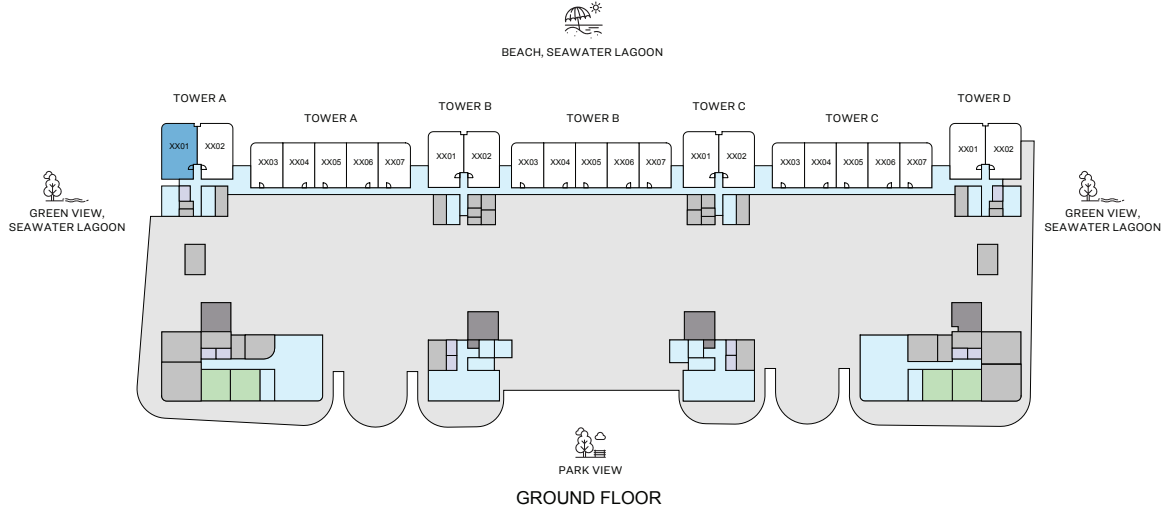 BEACH, SEAWATER LAGOON
TOWER A
TOWER A
TOWER B
TOWER B
TOWER C
TOWER C
TOWER D
XX01
XX02
XX03
XX04
XX05
XX06
XX07
XX01
XX02
XX03
XX04
XX05
XX06
XX07
XX01
XX02
XX03
XX04
XX05
XX06
XX07
XX01
XX02
GREEN VIEW,
SEAWATER LAGOON
GREEN VIEW,
SEAWATER LAGOON
PARK VIEW
GROUND FLOOR